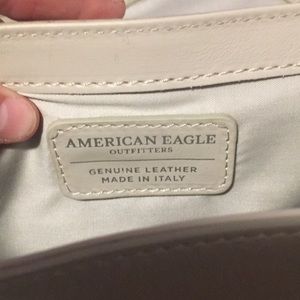 AMERICAN EAGLE
OUTFITTERS
GENUINE LEATHER
MADE IN ITALY